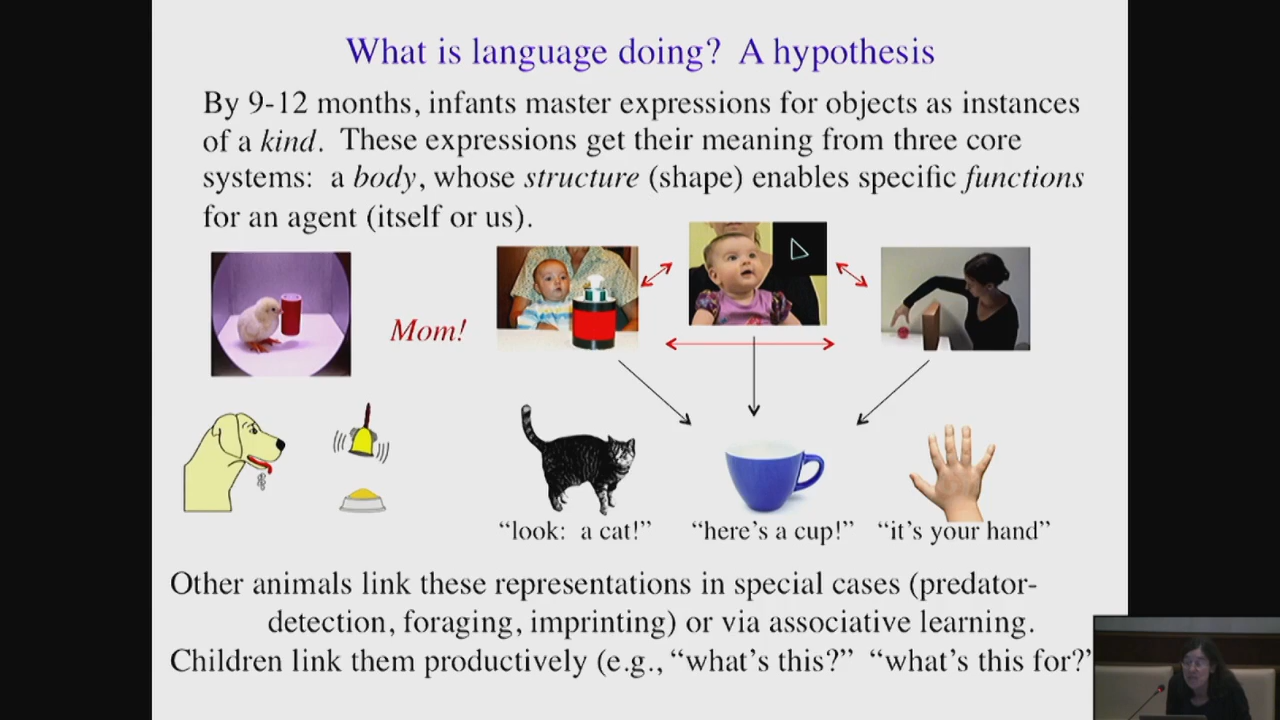 What is language doing? A hypothesis
By 9-12 months, infants master expressions for objects as instances
of a kind. These expressions get their meaning from three core
systems: a body, whose structure (shape) enables specific functions
for an agent (itself or us).
Mom!
“look: a cat!” “here’s a cup!” “it’s your hand”
Other animals link these representations in special cases (predator-
detection, foraging, imprinting) or via associative learning.
Children link them productively (e.g., “what’s this?” “what’s this for?”